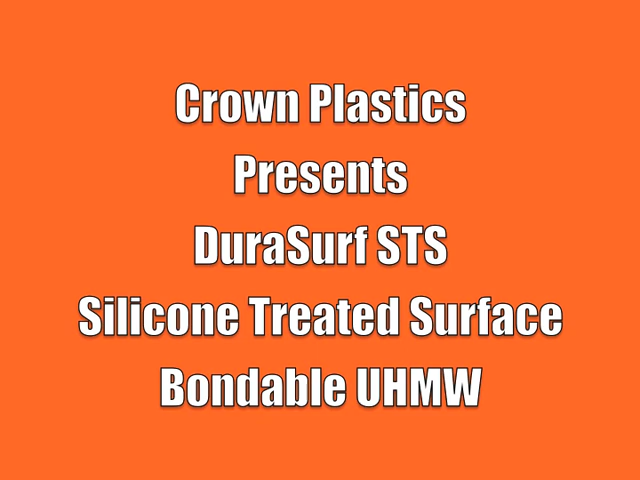 Crown Plastics
Presents
DuraSurf STS
Silicone Treated Surface
Bondable UHMW